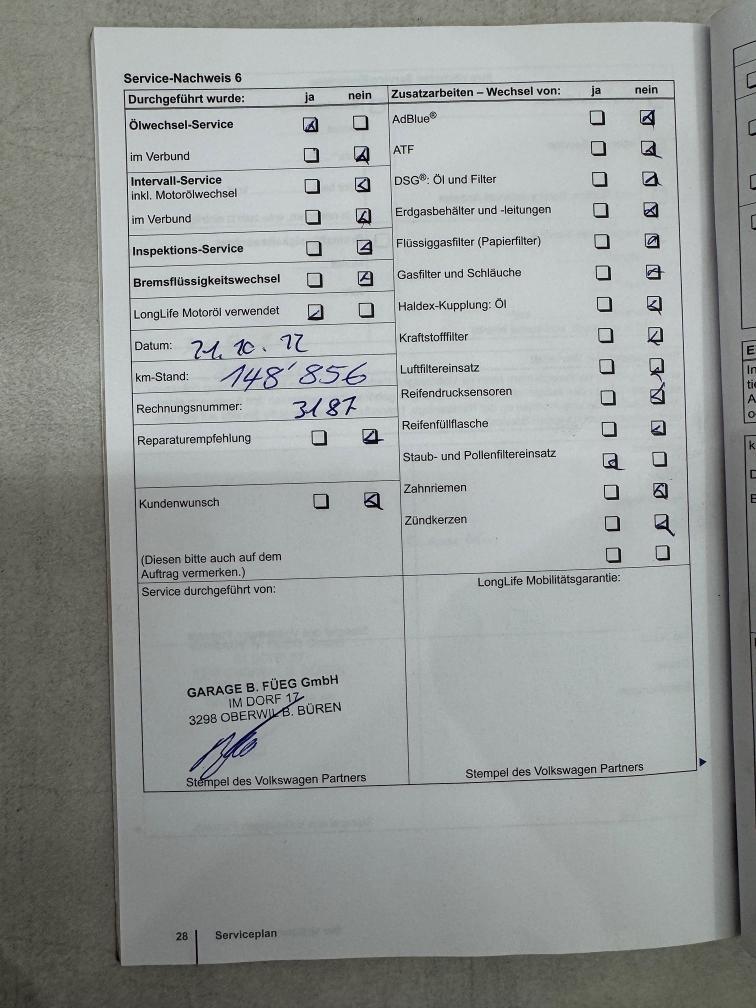 Service-Nachweis 6
Durchgeführt wurde: ja nein
Ölwechsel-Service
im Verbund
Intervall-Service
inkl. Motorölwechsel
im Verbund
Inspektions-Service
Bremsflüssigkeitswechsel
LongLife Motoröl verwendet
Datum: 21.10.22
km-Stand: 148'856
Rechnungsnummer: 3187
Reparaturempfehlung
Kundenwunsch
(Diesen bitte auch auf dem
Auftrag vermerken.)
Zusatzarbeiten – Wechsel von: ja nein
AdBlue®
ATF
DSG®: Öl und Filter
Erdgasbehälter und -leitungen
Flüssiggasfilter (Papierfilter)
Gasfilter und Schläuche
Haldex-Kupplung: Öl
Kraftstofffilter
Luftfiltereinsatz
Reifendrucksensoren
Reifenfüllflasche
Staub- und Pollenfiltereinsatz
Zahnriemen
Zündkerzen
Service durchgeführt von:
GARAGE B. FÜEG GmbH
IM DORF 17
3298 OBERWIL B. BÜREN
Stempel des Volkswagen Partners
LongLife Mobilitätsgarantie:
Stempel des Volkswagen Partners
28 Serviceplan